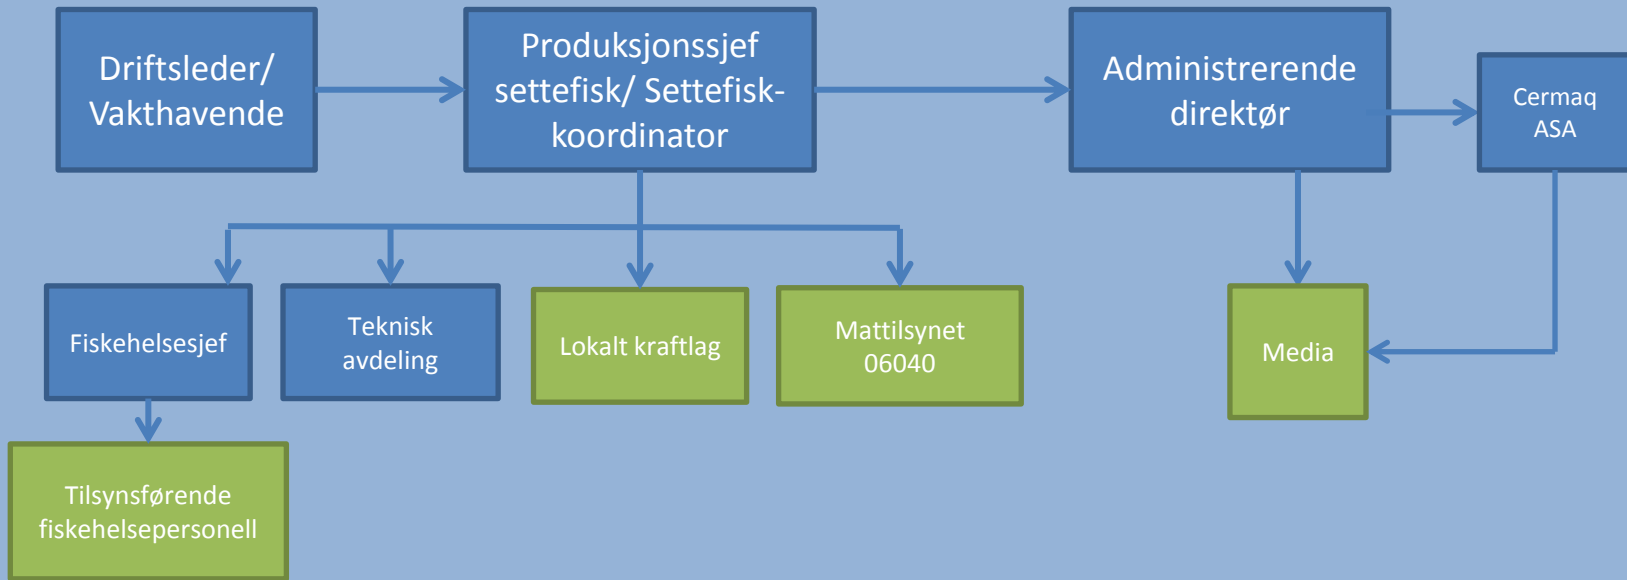 Driftsleder/
Vakthavende
Produksjonssjef
settefisk/ Settefisk-
koordinator
Administrerende
direktør
Cermaq
ASA
Fiskehelsesjef
Teknisk
avdeling
Lokalt kraftlag
Mattilsynet
06040
Media
Tilsynsførende
fiskehelsepersonell